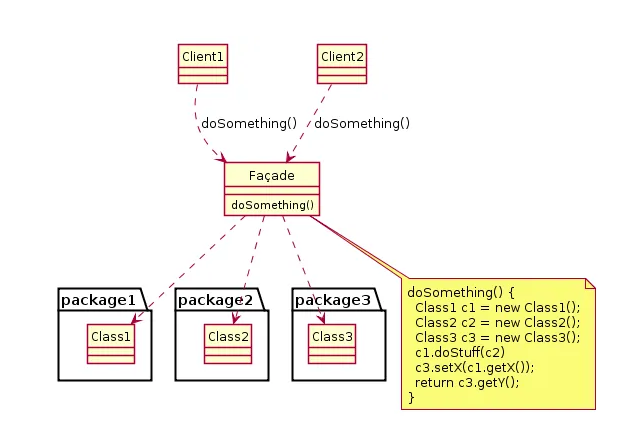 Client1
Client2
doSomething()
doSomething()
Façade
doSomething()
package1
package2
package3
Class1
Class2
Class3
doSomething() {
Class1 c1 = new Class1();
Class2 c2 = new Class2();
Class3 c3 = new Class3();
c1.doStuff(c2)
c3.setX(c1.getX());
return c3.getY();
}